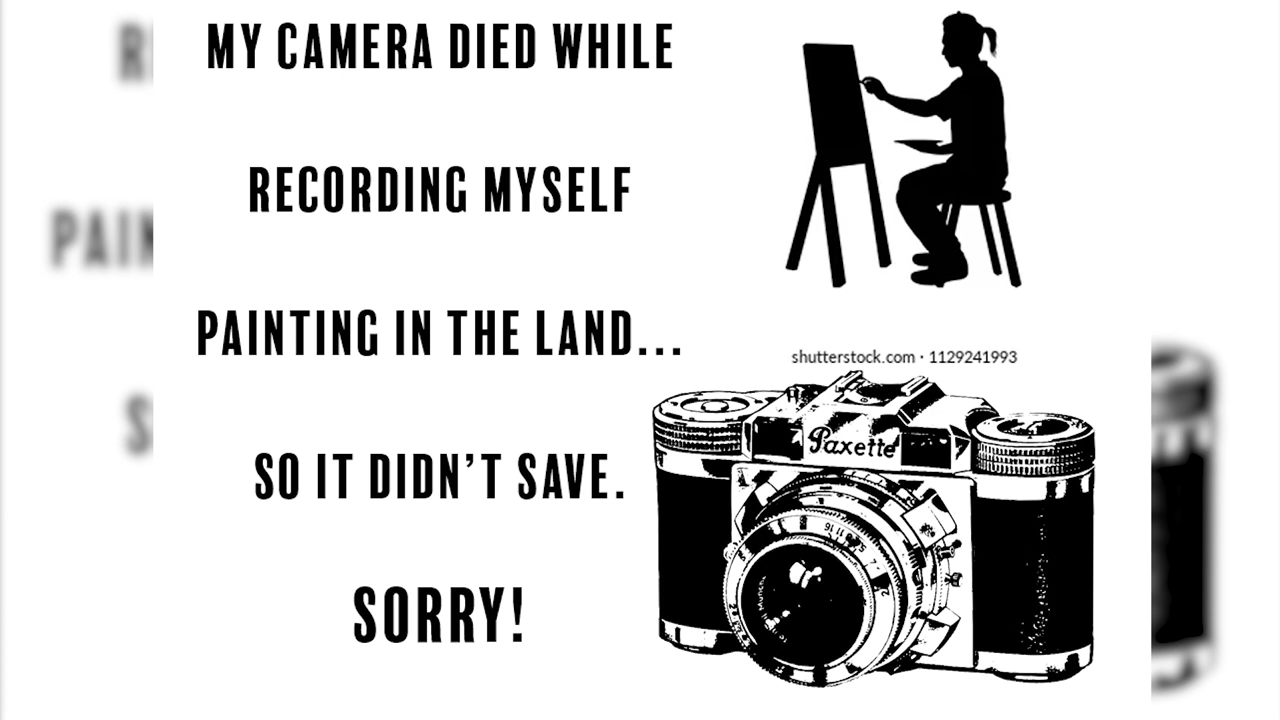 MY CAMERA DIED WHILE
RECORDING MYSELF
PAINTING IN THE LAND...
SO IT DIDN'T SAVE.
SORRY!
shutterstock.com · 1129241993
Paxette